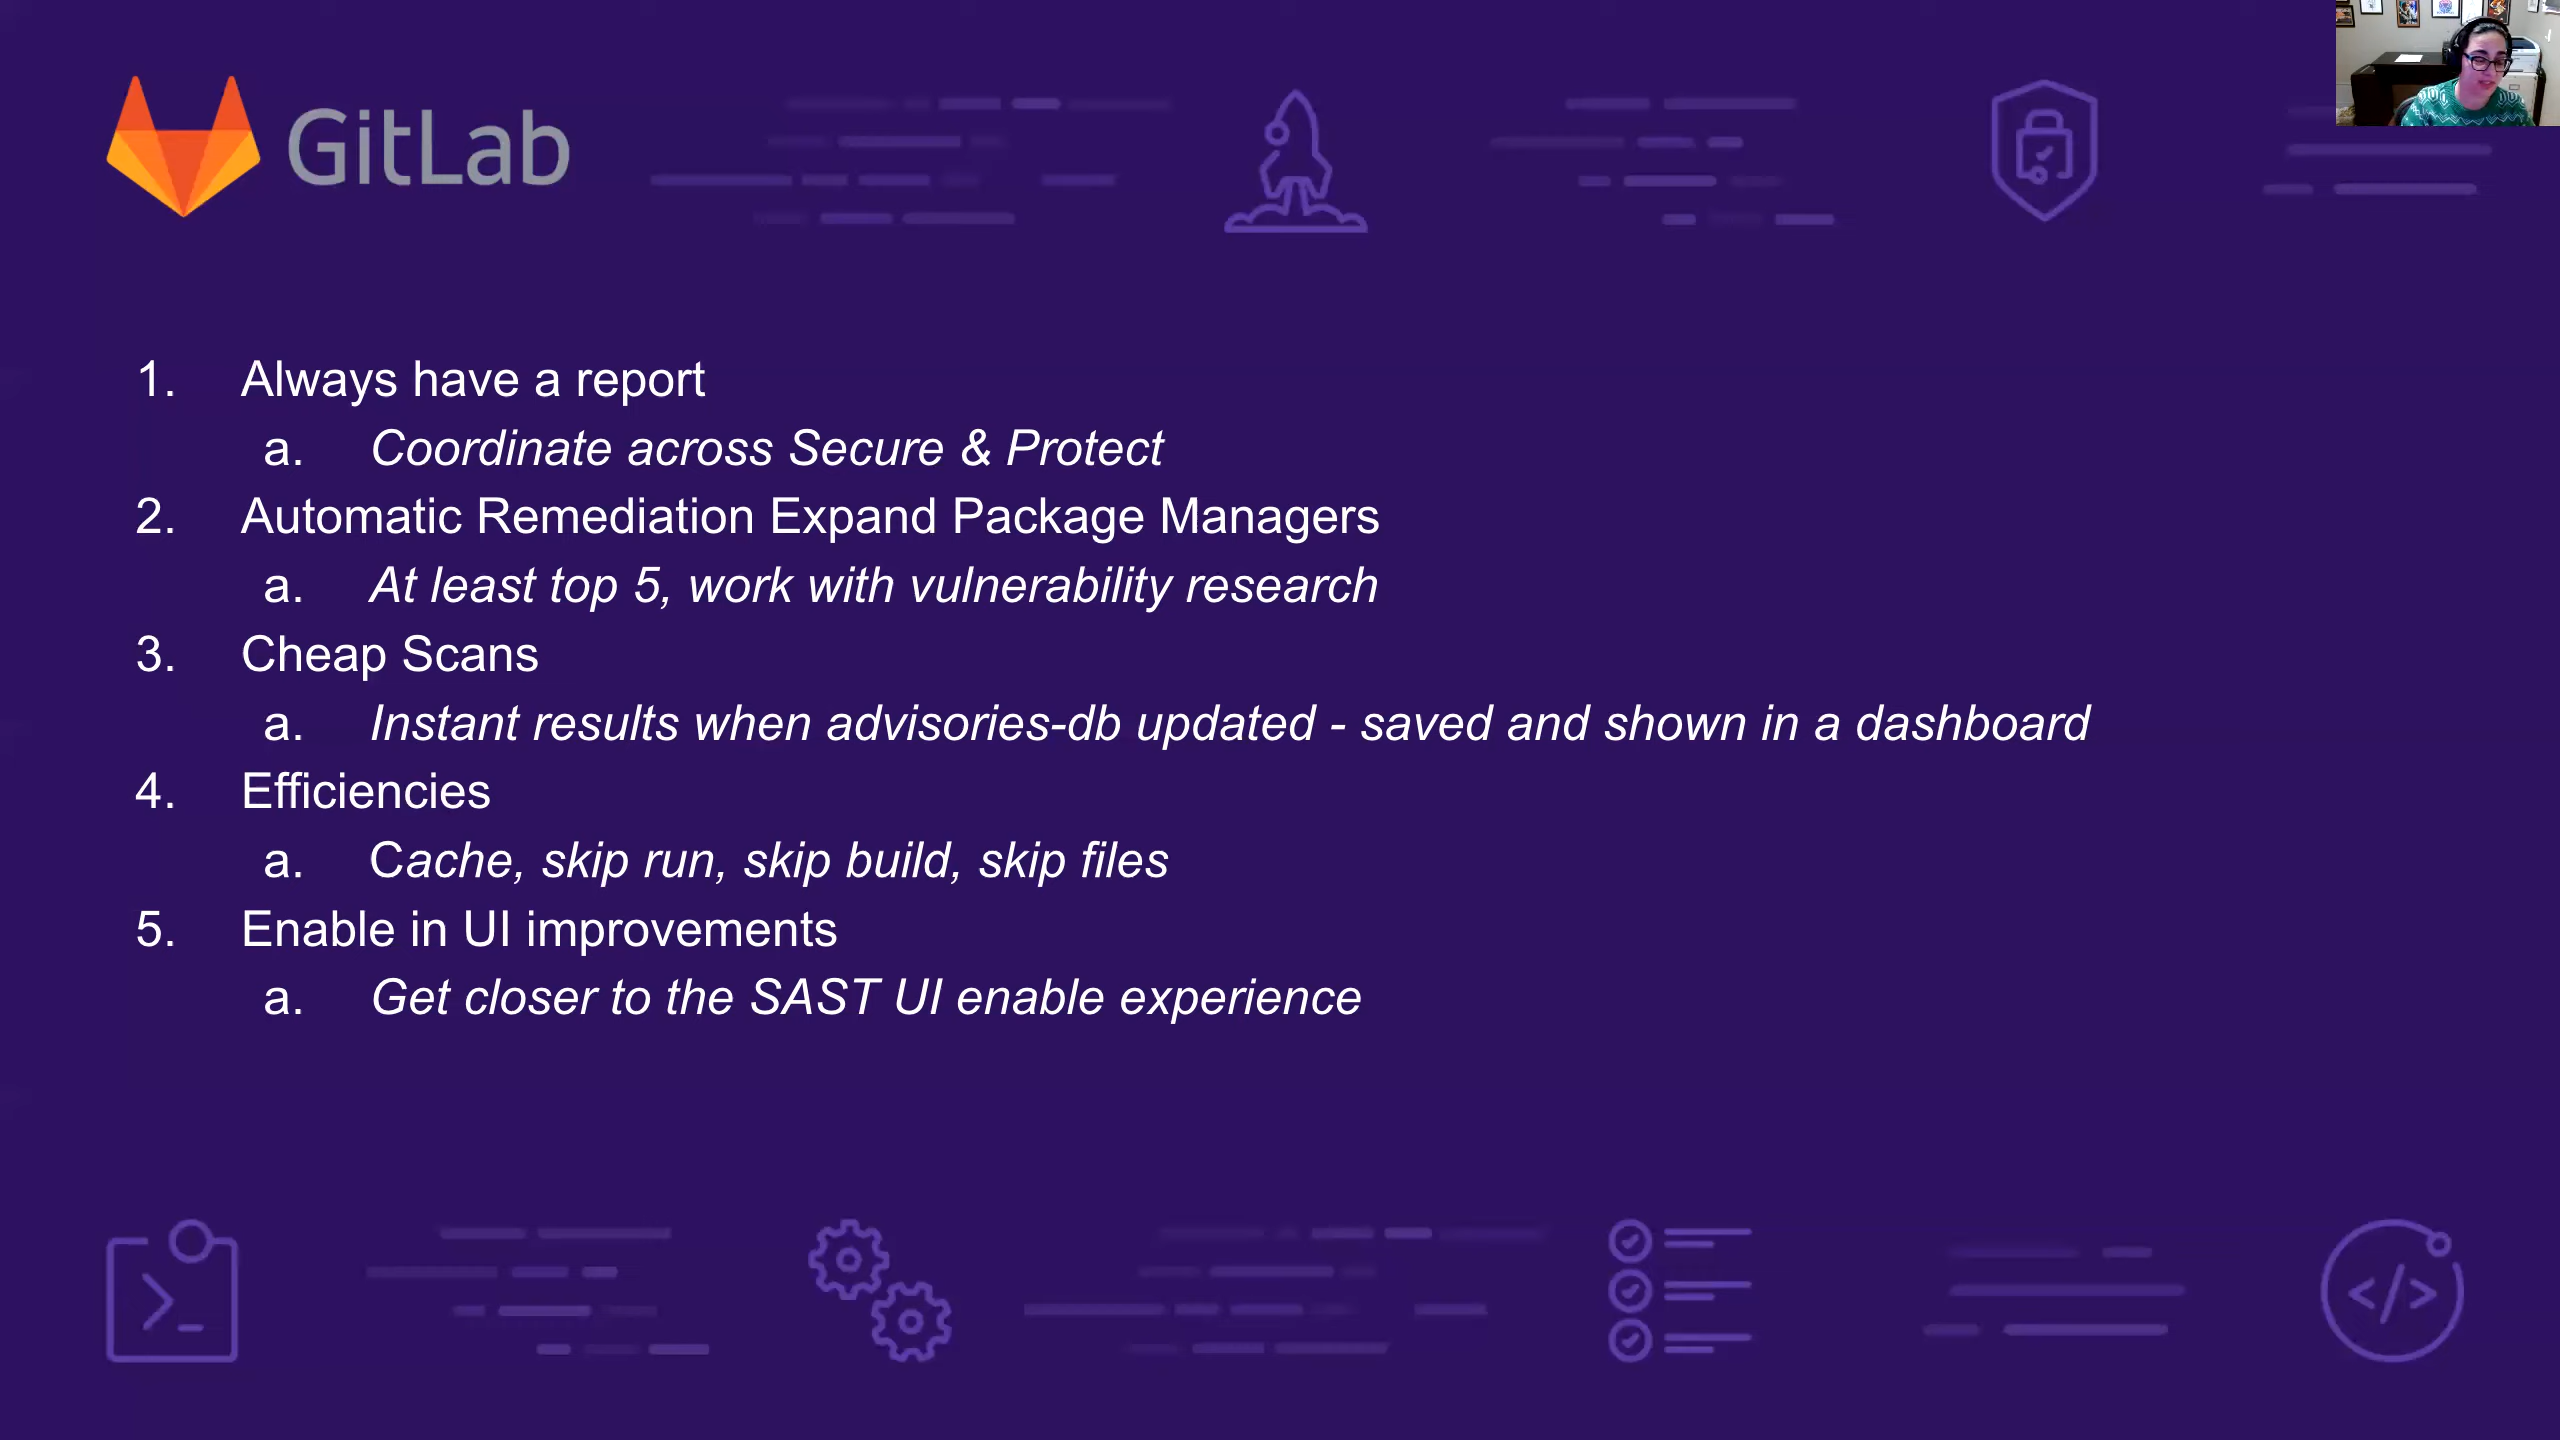 GitLab
1. Always have a report
a. Coordinate across Secure & Protect
2. Automatic Remediation Expand Package Managers
a. At least top 5, work with vulnerability research
3. Cheap Scans
a. Instant results when advisories-db updated - saved and shown in a dashboard
4. Efficiencies
a. Cache, skip run, skip build, skip files
5. Enable in UI improvements
a. Get closer to the SAST UI enable experience